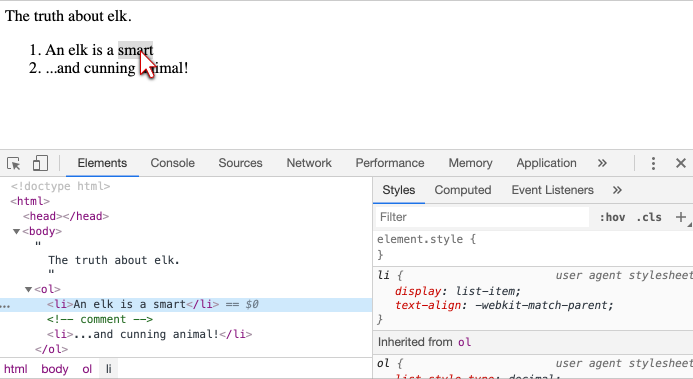 The truth about elk.
1. An elk is a smart
2. ...and cunning animal!
Elements Console Sources Network Performance Memory Application »
<!doctype html>
<html>
<head></head>
<body>
"
The truth about elk.
"
<ol>
... <li>An elk is a smart</li> == $0
<!-- comment -->
<li>...and cunning animal!</li>
</ol>
html body ol li
Styles Computed Event Listeners »
Filter :hov .cls +
element.style {
}
li { user agent stylesheet
display: list-item;
text-align: -webkit-match-parent;
}
Inherited from ol
ol { user agent stylesheet
list-style-type: decimal;